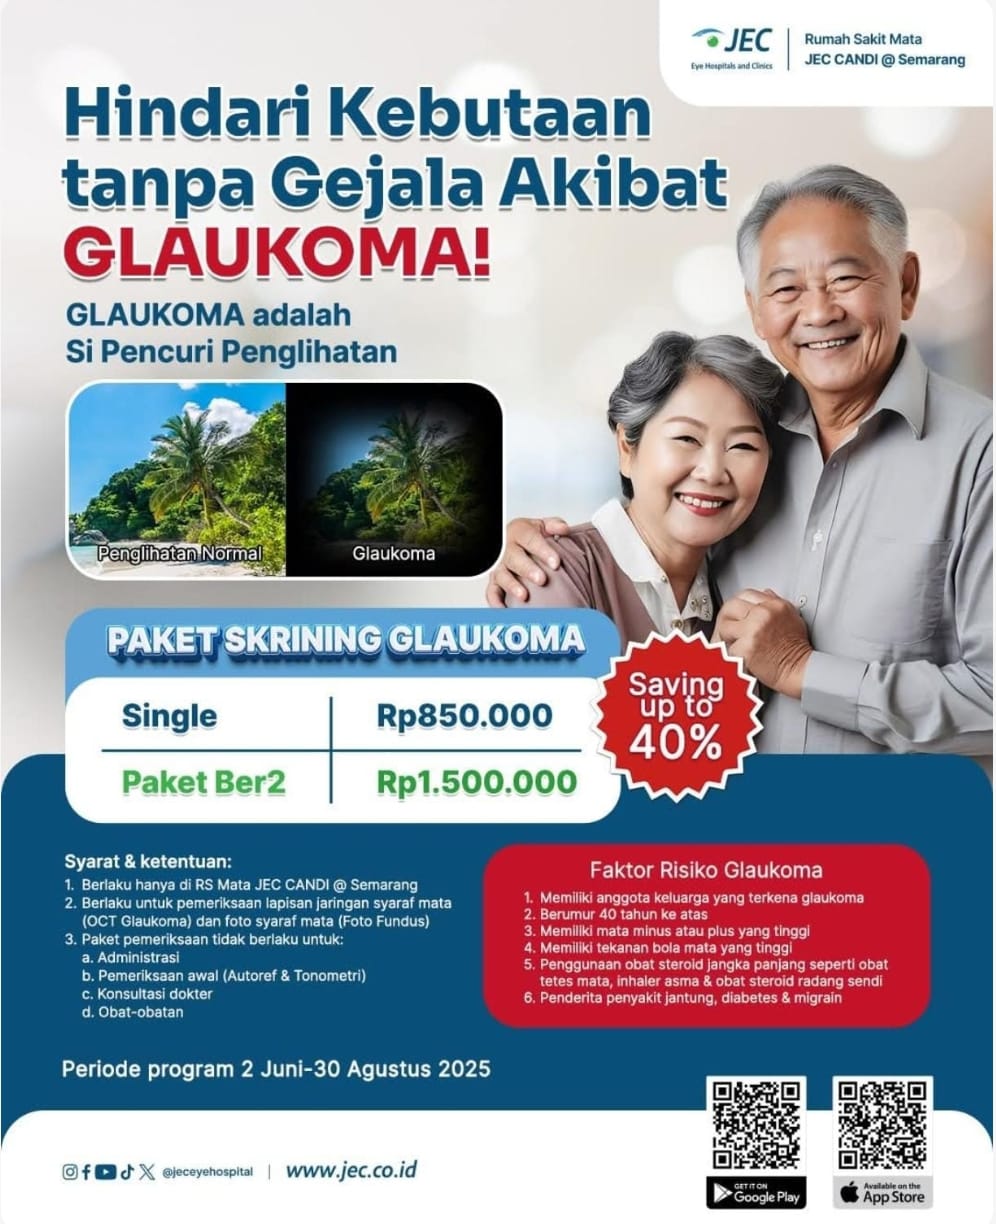 JEC
Eye Hospitals and Clinics
Rumah Sakit Mata
JEC CANDI @ Semarang
Hindari Kebutaan
tanpa Gejala Akibat
GLAUKOMA!
GLAUKOMA adalah
Si Pencuri Penglihatan
Penglihatan Normal
Glaukoma
PAKET SKRINING GLAUKOMA
Single
Rp850.000
Paket Ber2
Rp1.500.000
Saving
up to
40%
Syarat & ketentuan:
1. Berlaku hanya di RS Mata JEC CANDI @ Semarang
2. Berlaku untuk pemeriksaan lapisan jaringan syaraf mata
(OCT Glaukoma) dan foto syaraf mata (Foto Fundus)
3. Paket pemeriksaan tidak berlaku untuk:
a. Administrasi
b. Pemeriksaan awal (Autoref & Tonometri)
c. Konsultasi dokter
d. Obat-obatan
Faktor Risiko Glaukoma
1. Memiliki anggota keluarga yang terkena glaukoma
2. Berumur 40 tahun ke atas
3. Memiliki mata minus atau plus yang tinggi
4. Memiliki tekanan bola mata yang tinggi
5. Penggunaan obat steroid jangka panjang seperti obat
tetes mata, inhaler asma & obat steroid radang sendi
6. Penderita penyakit jantung, diabetes & migrain
Periode program 2 Juni-30 Agustus 2025
@jeceyehospital
www.jec.co.id
GET IT ON
Google Play
Available on the
App Store